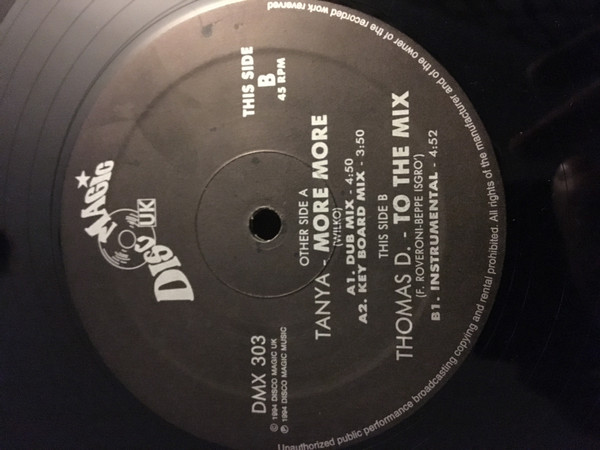 MAGIC
DISCO
UK
THIS SIDE
B
45 RPM
DMX 303
© 1994 DISCO MAGIC UK
℗ 1994 DISCO MAGIC MUSIC
OTHER SIDE A
TANYA - MORE MORE
(WILKO)
A1. DUB MIX - 4:50
A2. KEY BOARD MIX - 3:50
THIS SIDE B
THOMAS D. - TO THE MIX
(F. ROVERONI-BEPPE ISGRO')
B1. INSTRUMENTAL - 4:52
Unauthorized public performance broadcasting copying and rental prohibited. All rights of the manufacturer and of the owner of the recorded work reverved